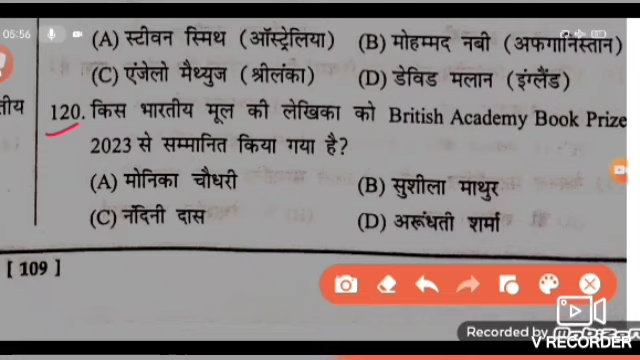 05:56
(A) स्टीवन स्मिथ (ऑस्ट्रेलिया) (B) मोहम्मद नबी (अफगानिस्तान)
(C) एंजेलो मैथ्युज (श्रीलंका) (D) डेविड मलान (इंग्लैंड)
तीय
120. किस भारतीय मूल की लेखिका को British Academy Book Prize
2023 से सम्मानित किया गया है?
(A) मोनिका चौधरी (B) सुशीला माथुर
(C) नंदिनी दास (D) अरूंधती शर्मा
[ 109 ]
Recorded by
V RECORDER